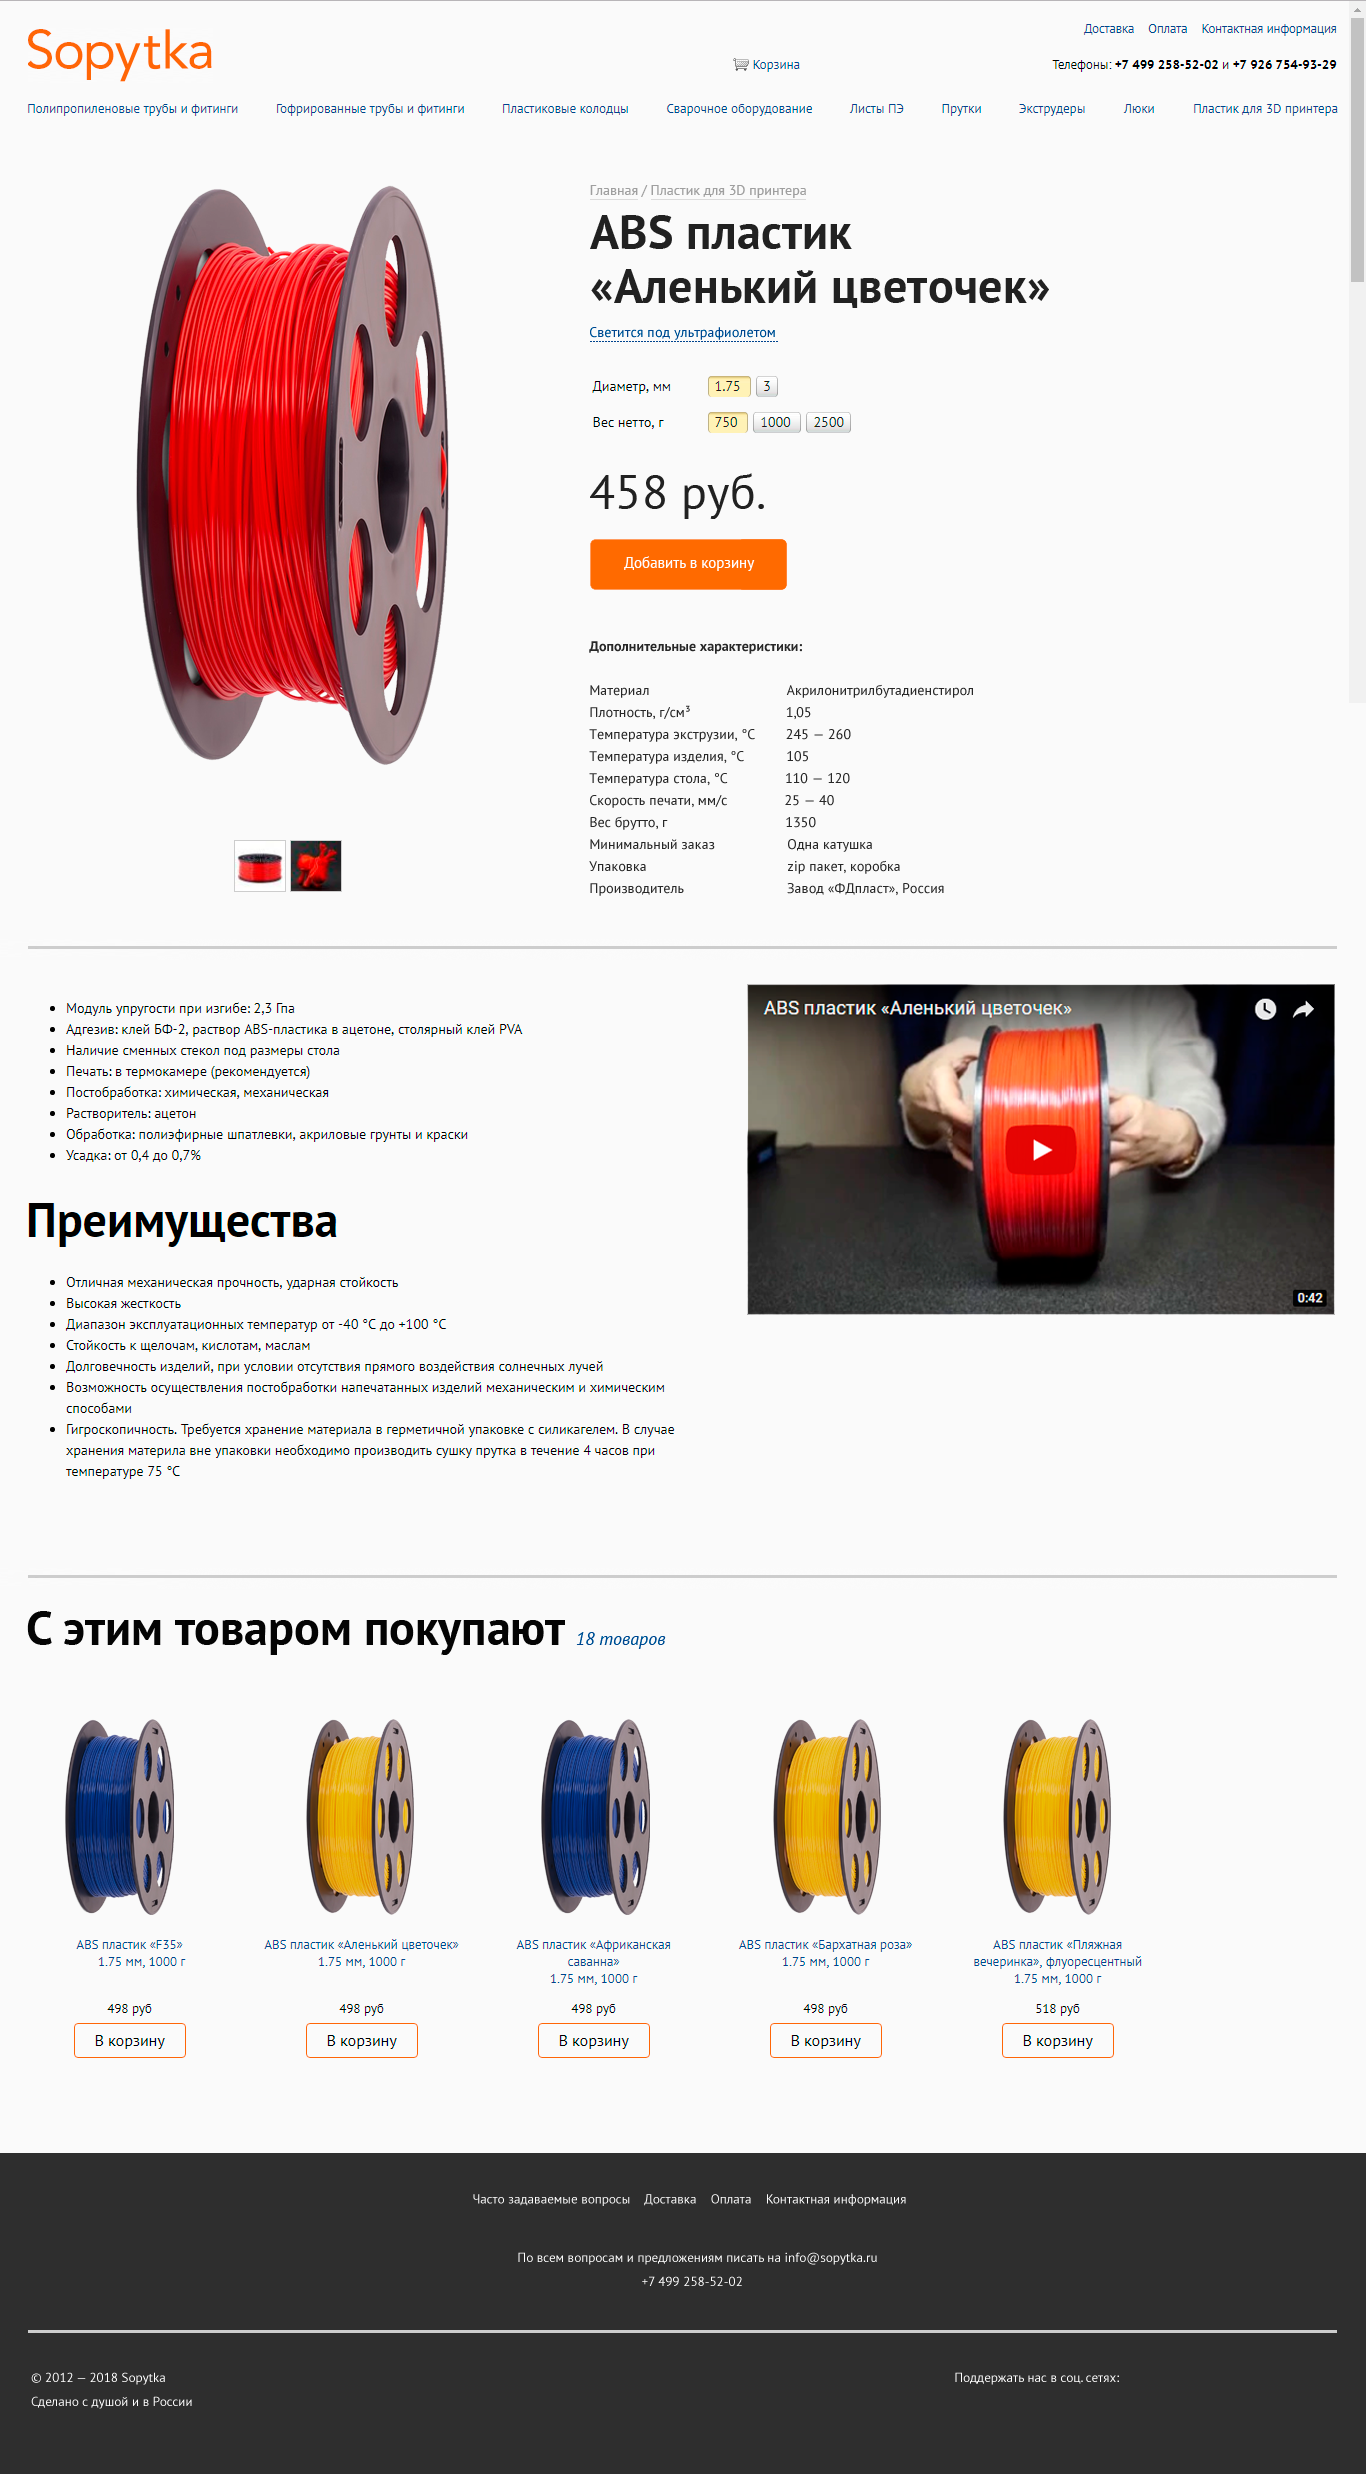 Sopytka
Доставка Оплата Контактная информация
Корзина
Телефоны: +7 499 258-52-02 и +7 926 754-93-29
Полипропиленовые трубы и фитинги Гофрированные трубы и фитинги Пластиковые колодцы Сварочное оборудование Листы ПЭ Прутки Экструдеры Люки Пластик для 3D принтера
Главная / Пластик для 3D принтера
ABS пластик
«Аленький цветочек»
Светится под ультрафиолетом
Диаметр, мм 1.75 3
Вес нетто, г 750 1000 2500
458 руб.
Добавить в корзину
Дополнительные характеристики:
Материал Акрилонитрилбутадиенстирол
Плотность, г/см³ 1,05
Температура экструзии, °C 245 — 260
Температура изделия, °C 105
Температура стола, °C 110 — 120
Скорость печати, мм/с 25 — 40
Вес брутто, г 1350
Минимальный заказ Одна катушка
Упаковка zip пакет, коробка
Производитель Завод «ФДпласт», Россия
Модуль упругости при изгибе: 2,3 Гпа
Адгезив: клей БФ-2, раствор ABS-пластика в ацетоне, столярный клей PVA
Наличие сменных стекол под размеры стола
Печать: в термокамере (рекомендуется)
Постобработка: химическая, механическая
Растворитель: ацетон
Обработка: полиэфирные шпатлевки, акриловые грунты и краски
Усадка: от 0,4 до 0,7%
ABS пластик «Аленький цветочек»
0:42
Преимущества
Отличная механическая прочность, ударная стойкость
Высокая жесткость
Диапазон эксплуатационных температур от -40 °C до +100 °C
Стойкость к щелочам, кислотам, маслам
Долговечность изделий, при условии отсутствия прямого воздействия солнечных лучей
Возможность осуществления постобработки напечатанных изделий механическим и химическим
способами
Гигроскопичность. Требуется хранение материала в герметичной упаковке с силикагелем. В случае
хранения материла вне упаковки необходимо производить сушку прутка в течение 4 часов при
температуре 75 °C
С этим товаром покупают 18 товаров
ABS пластик «F35»
1.75 мм, 1000 г
498 руб
В корзину
ABS пластик «Аленький цветочек»
1.75 мм, 1000 г
498 руб
В корзину
ABS пластик «Африканская
саванна»
1.75 мм, 1000 г
498 руб
В корзину
ABS пластик «Бархатная роза»
1.75 мм, 1000 г
498 руб
В корзину
ABS пластик «Пляжная
вечеринка», флуоресцентный
1.75 мм, 1000 г
518 руб
В корзину
Часто задаваемые вопросы Доставка Оплата Контактная информация
По всем вопросам и предложениям писать на info@sopytka.ru
+7 499 258-52-02
© 2012 — 2018 Sopytka
Сделано с душой и в России
Поддержать нас в соц. сетях: